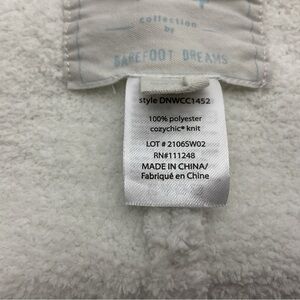 Collection
by
BAREFOOT DREAMS
style DNWCC1452
100% polyester
cozychic® knit
LOT # 2106SW02
RN#111248
MADE IN CHINA/
Fabriqué en Chine